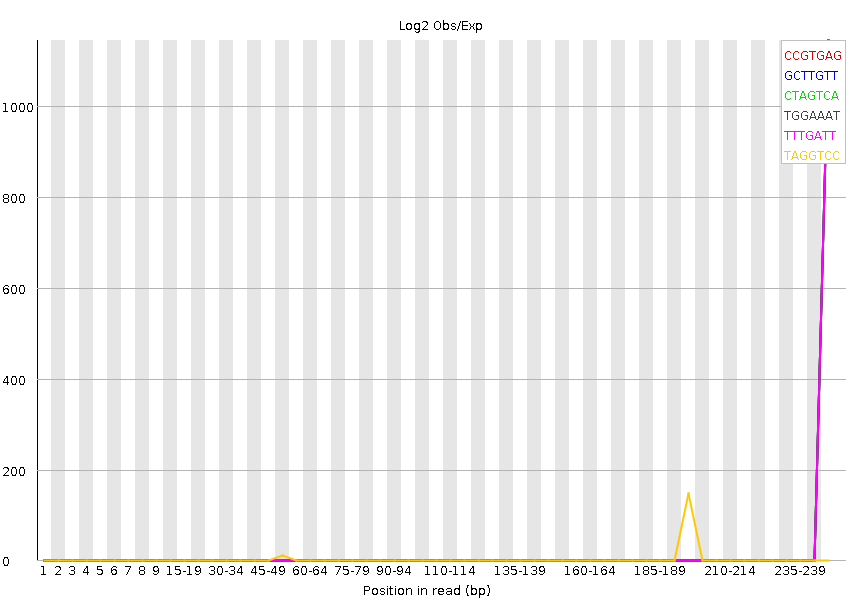 Log2 Obs/Exp
CCGTGAG
GCTTGTT
CTAGTCA
TGGAAAT
TTTGATT
TAGGTCC
1000
800
600
400
200
0
1 2 3 4 5 6 7 8 9 15-19 30-34 45-49 60-64 75-79 90-94 110-114 135-139 160-164 185-189 210-214 235-239
Position in read (bp)